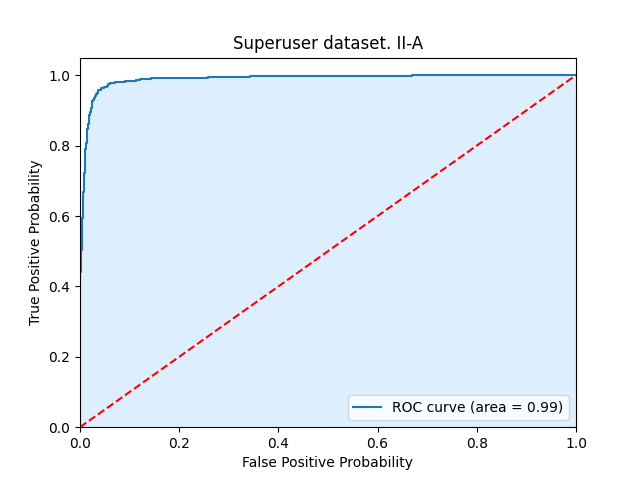 Superuser dataset. II-A
True Positive Probability
1.0
0.8
0.6
0.4
0.2
0.0
ROC curve (area = 0.99)
0.0 0.2 0.4 0.6 0.8 1.0
False Positive Probability